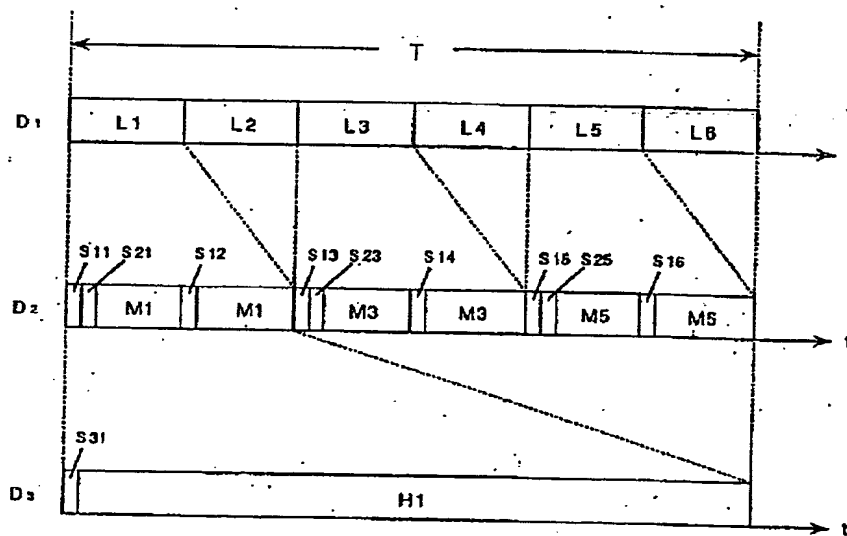 T
D1 L1 L2 L3 L4 L5 L6
S11 S21 S12 S13 S23 S14 S15 S25 S16
D2 M1 M1 M3 M3 M5 M5 t
S31
D3 H1 t